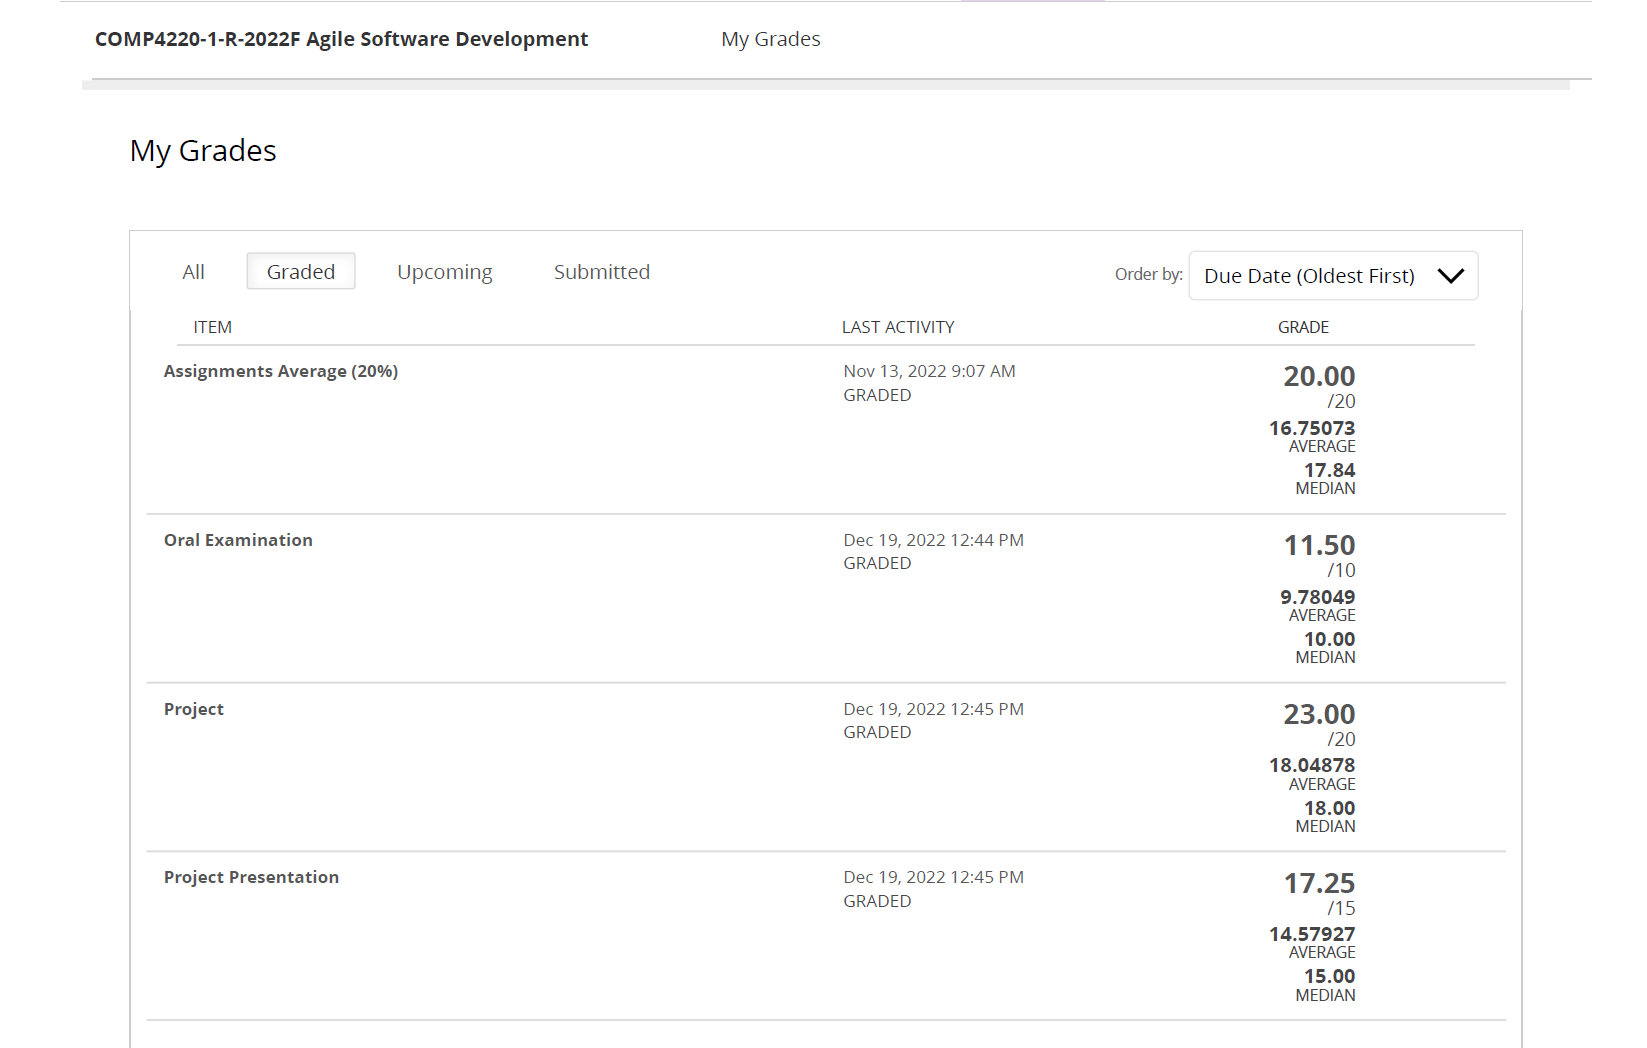 COMP4220-1-R-2022F Agile Software Development
My Grades
My Grades
All
Graded
Upcoming
Submitted
Order by:
Due Date (Oldest First)
ITEM
LAST ACTIVITY
GRADE
Assignments Average (20%)
Nov 13, 2022 9:07 AM
GRADED
20.00
/20
16.75073
AVERAGE
17.84
MEDIAN
Oral Examination
Dec 19, 2022 12:44 PM
GRADED
11.50
/10
9.78049
AVERAGE
10.00
MEDIAN
Project
Dec 19, 2022 12:45 PM
GRADED
23.00
/20
18.04878
AVERAGE
18.00
MEDIAN
Project Presentation
Dec 19, 2022 12:45 PM
GRADED
17.25
/15
14.57927
AVERAGE
15.00
MEDIAN